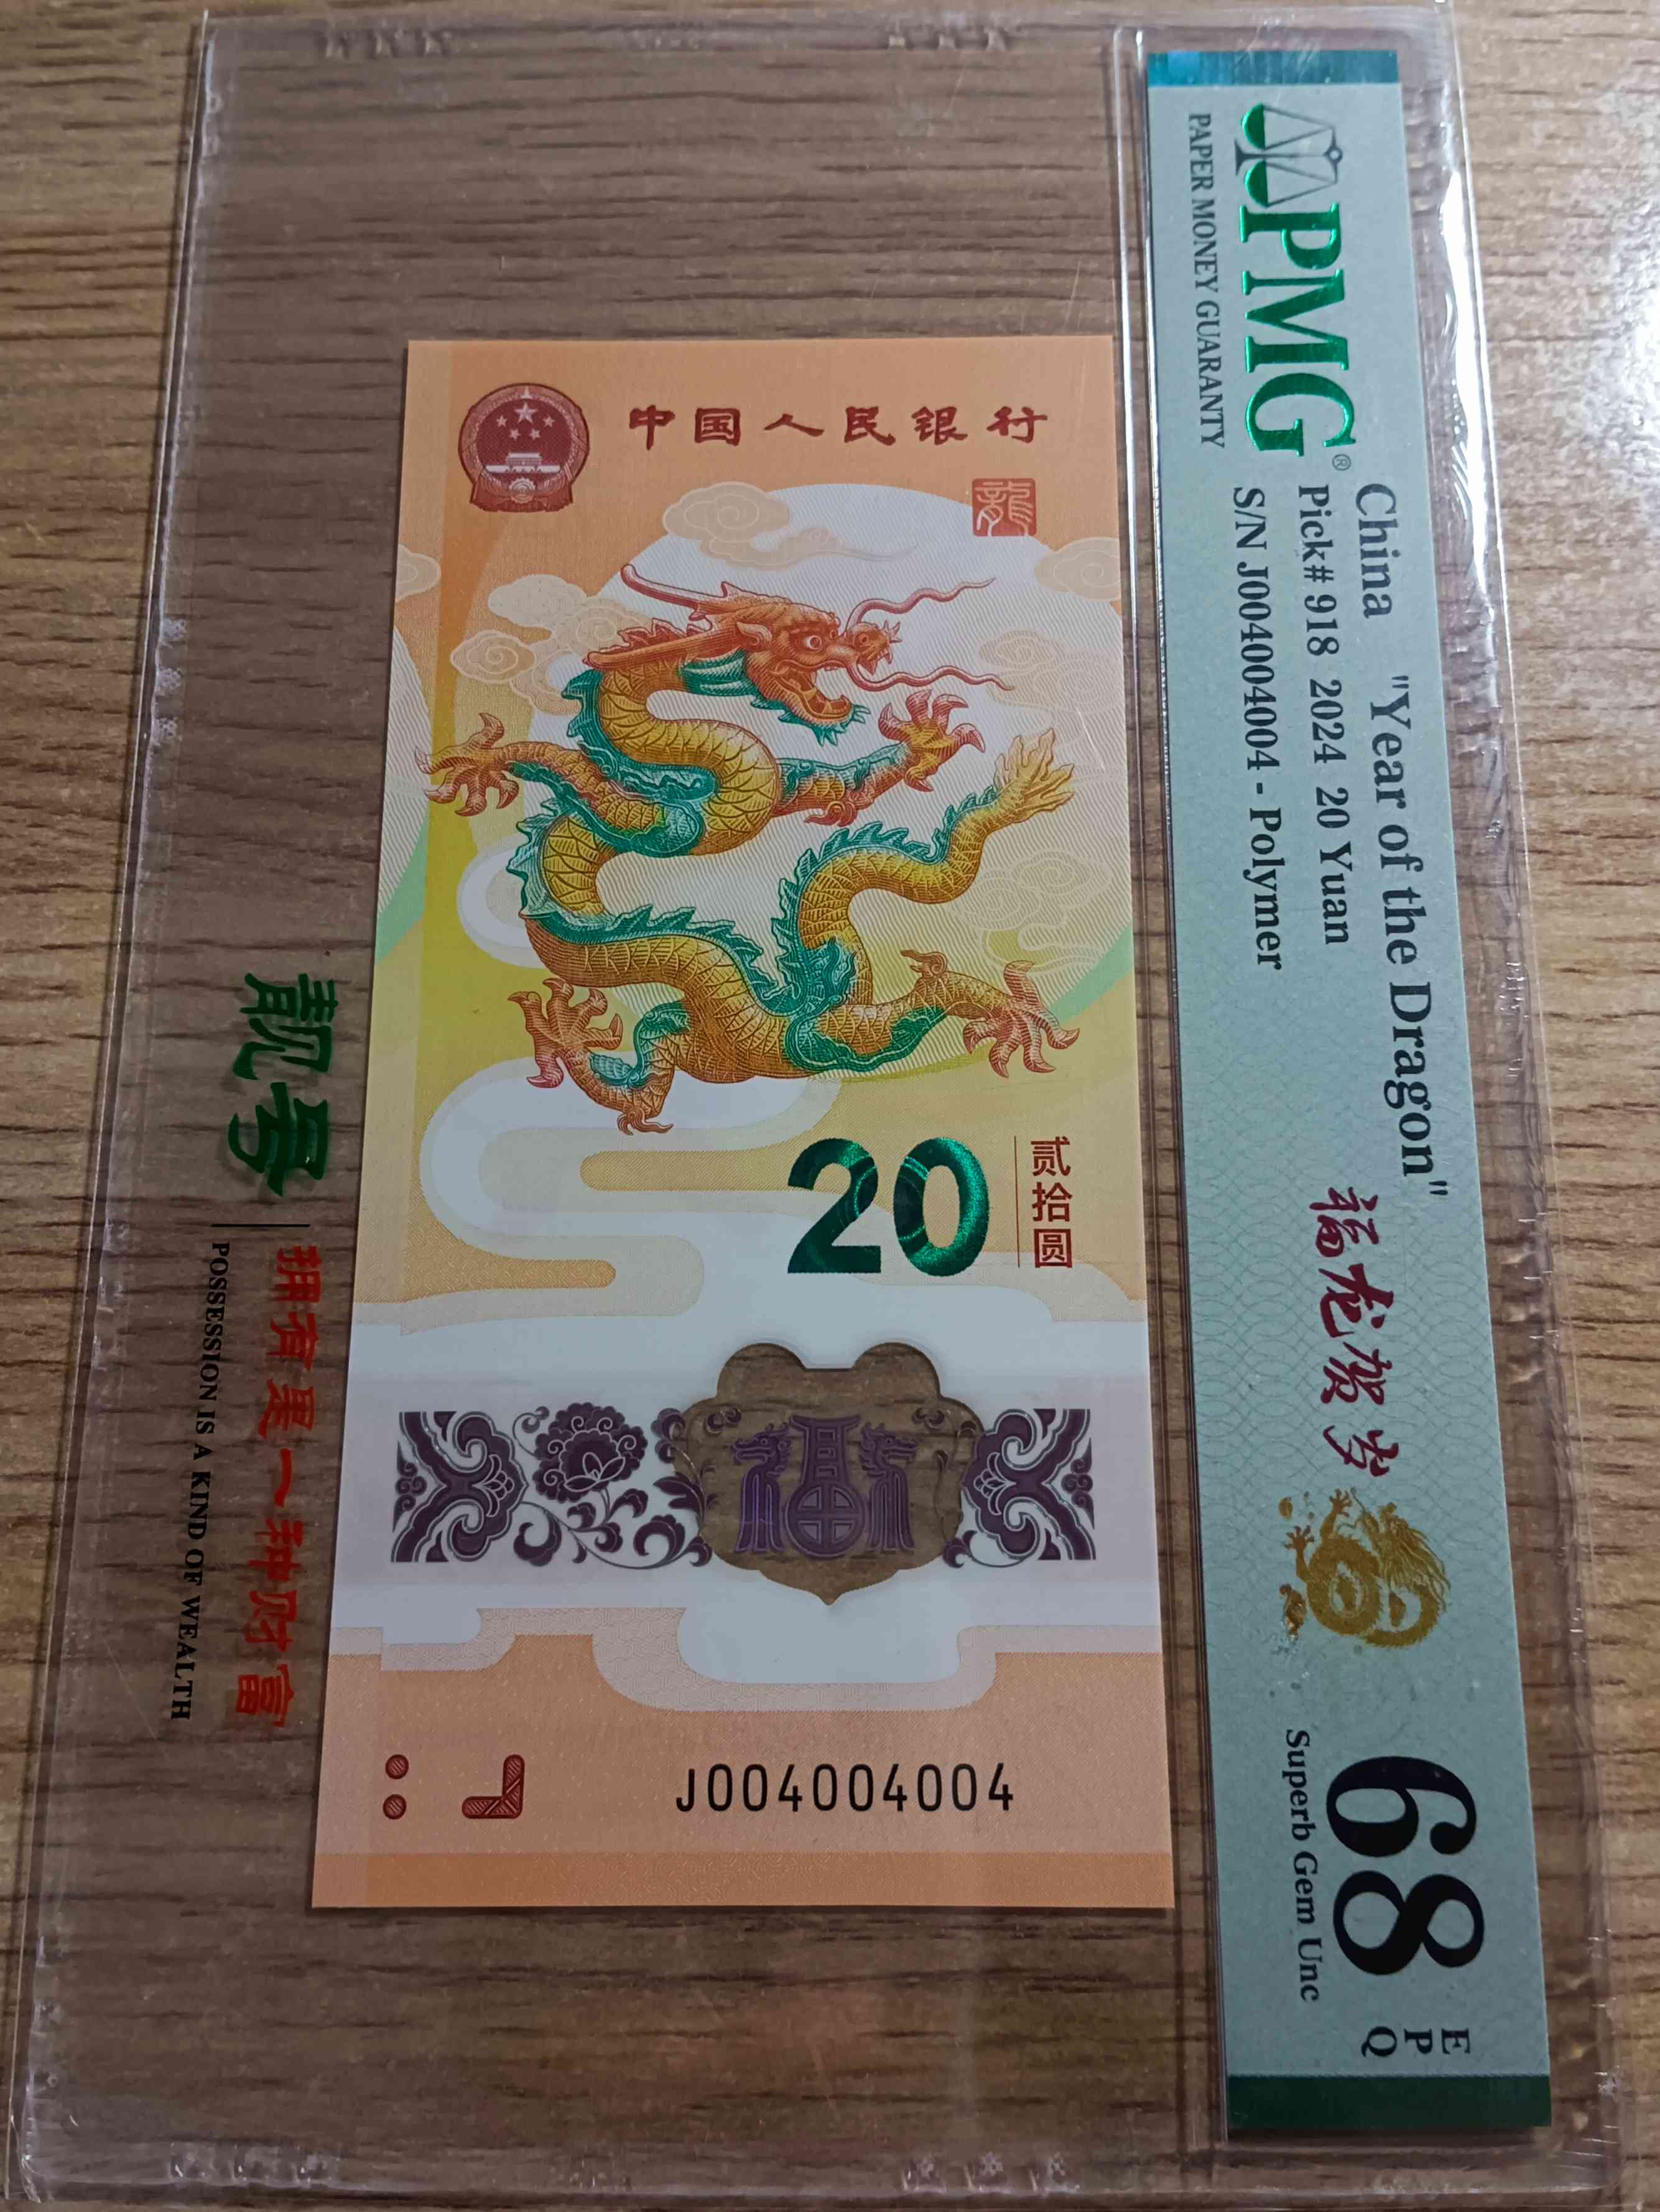 PMG®
PAPER MONEY GUARANTY
China "Year of the Dragon"
Pick# 918 2024 20 Yuan
S/N J004004004 - Polymer
福龙贺岁
68
EPQ
Superb Gem Unc
中国人民银行
龍
20
贰拾圆
福
J004004004
靓号
拥有是一种财富
POSSESSION IS A KIND OF WEALTH